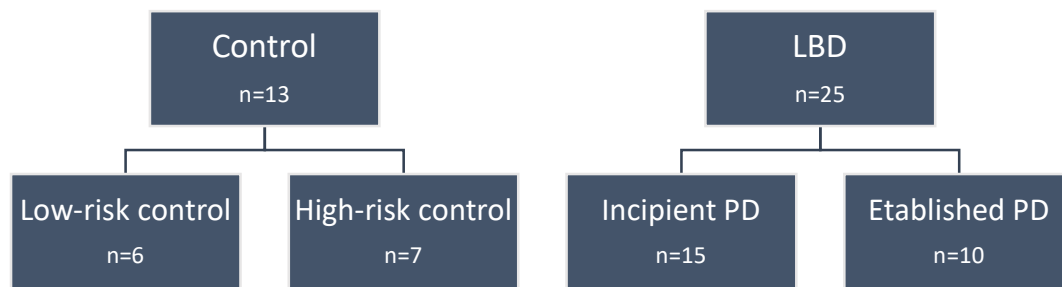 Control
n=13
LBD
n=25
Low-risk control
n=6
High-risk control
n=7
Incipient PD
n=15
Etablished PD
n=10